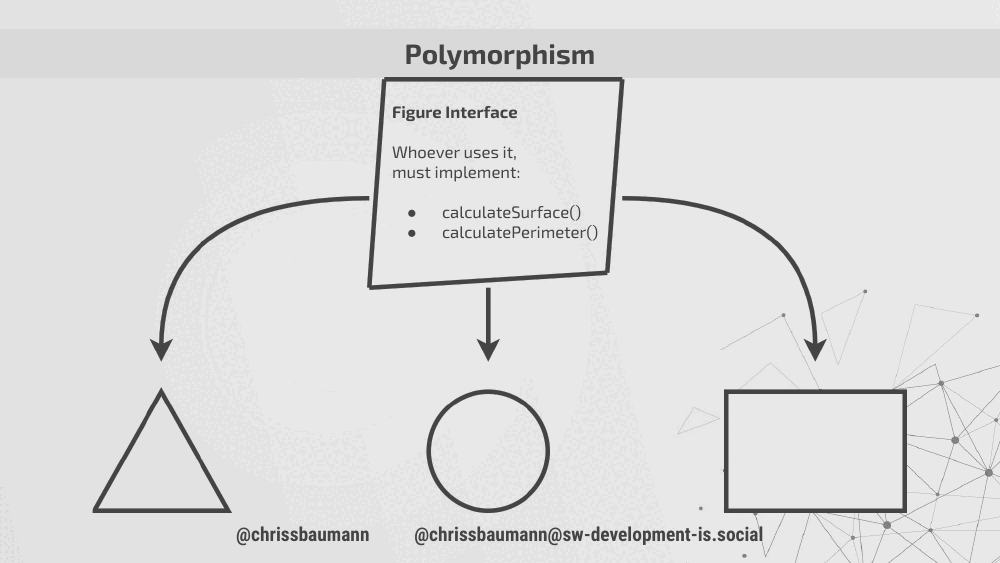 Polymorphism
Figure Interface
Whoever uses it,
must implement:
● calculateSurface()
● calculatePerimeter()
@chrissbaumann @chrissbaumann@sw-development-is.social